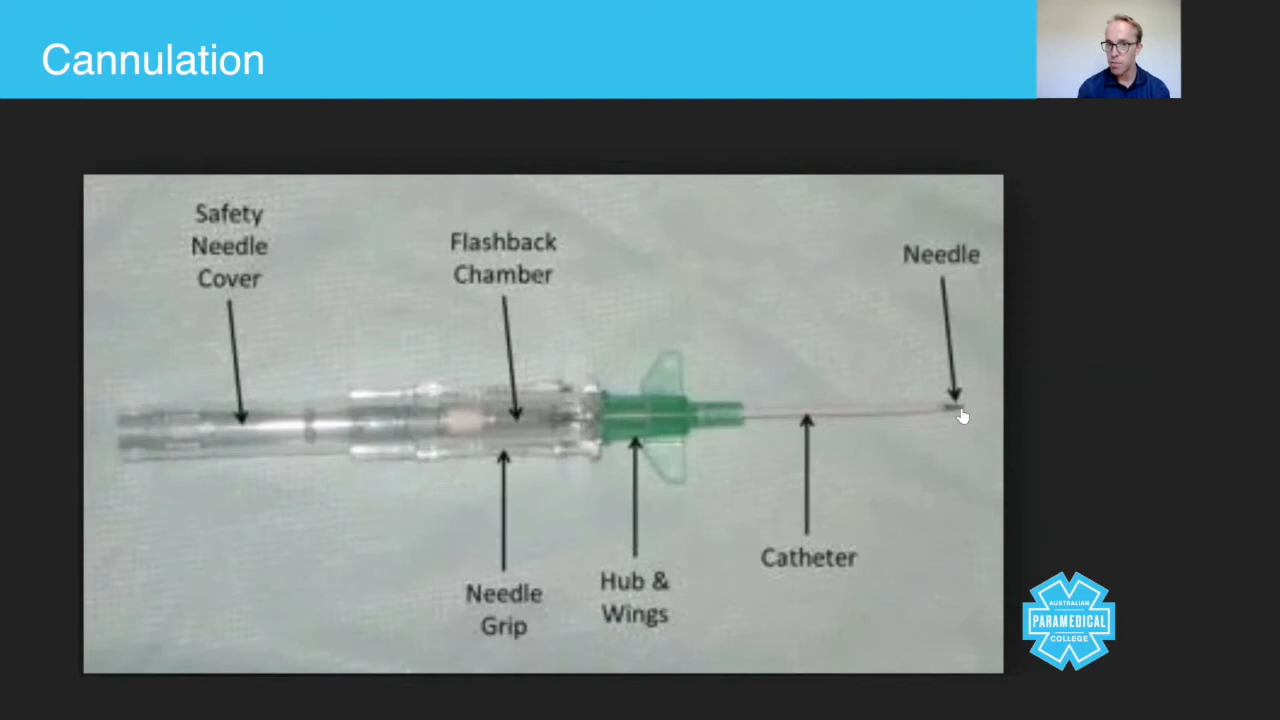 Cannulation
Safety
Needle
Cover
Flashback
Chamber
Needle
Needle
Grip
Hub &
Wings
Catheter
AUSTRALIAN
PARAMEDICAL
COLLEGE